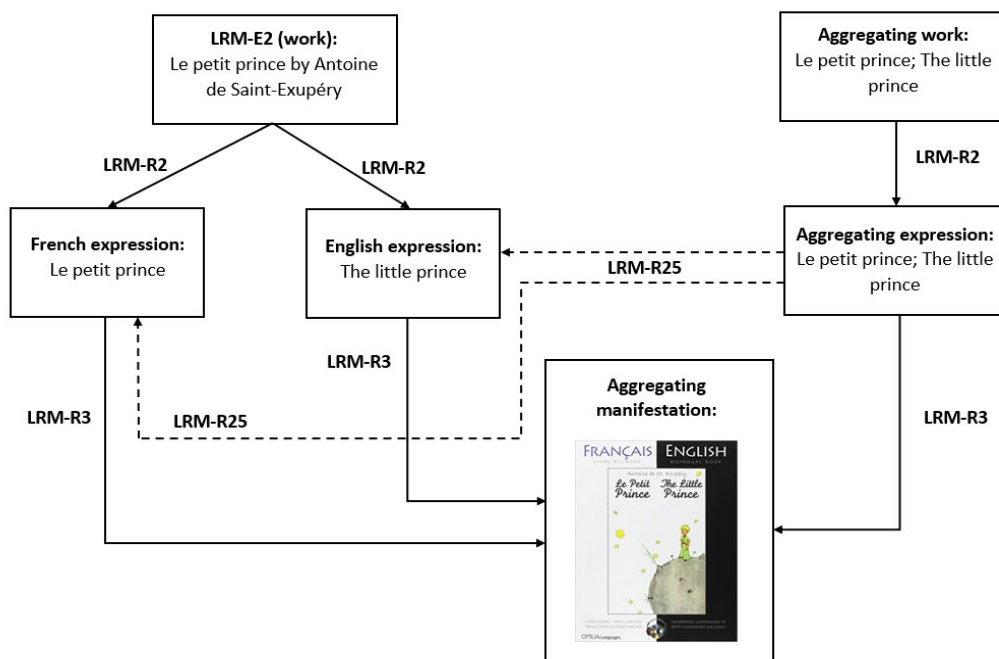 LRM-E2 (work):
Le petit prince by Antoine
de Saint-Exupéry
Aggregating work:
Le petit prince; The little
prince
LRM-R2
LRM-R2
LRM-R2
French expression:
Le petit prince
English expression:
The little prince
Aggregating expression:
Le petit prince; The little
prince
LRM-R25
LRM-R3
LRM-R3
LRM-R25
LRM-R3
Aggregating
manifestation:
FRANÇAIS
ENGLISH
BILINGUAL BOOK
Le Petit
Prince
The Little
Prince